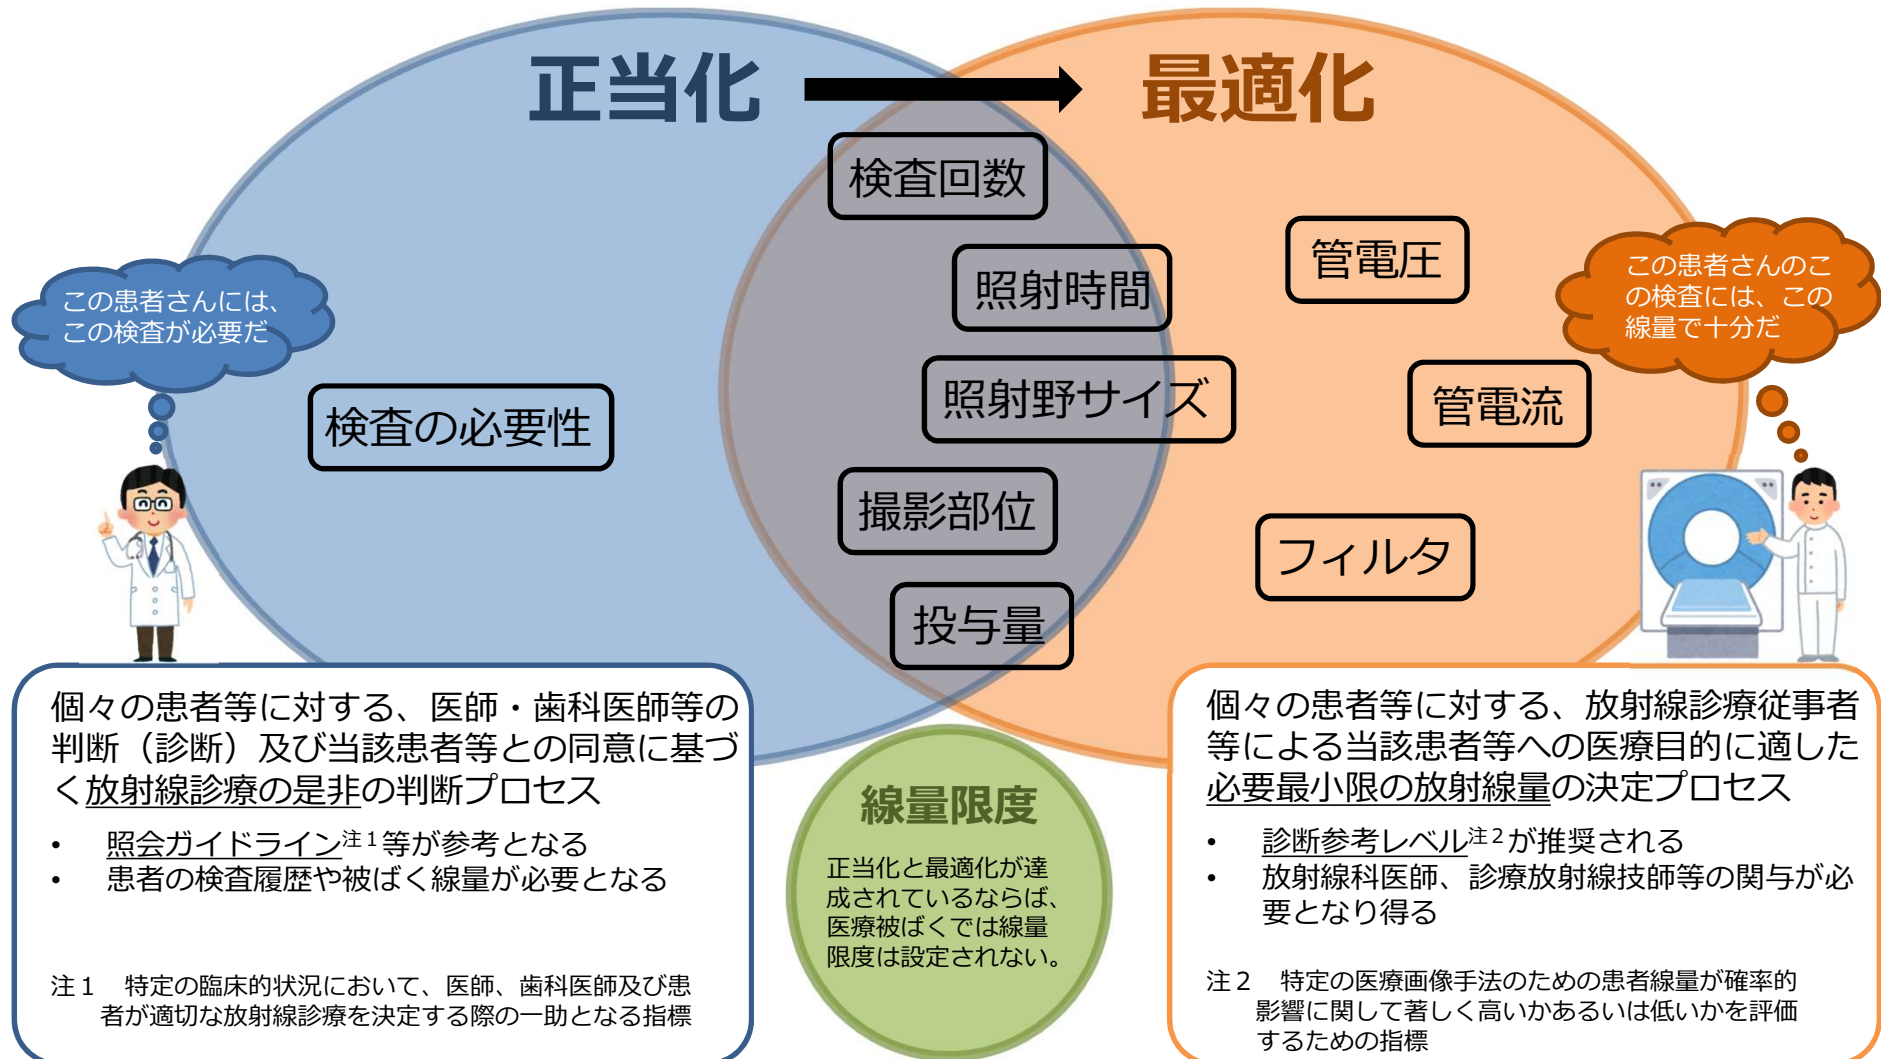 正当化
最適化
検査回数
照射時間
管電圧
この患者さんには、
この検査が必要だ
この患者さんのこ
の検査には、この
線量で十分だ
検査の必要性
照射野サイズ
管電流
撮影部位
フィルタ
投与量
個々の患者等に対する、医師・歯科医師等の
判断（診断）及び当該患者等との同意に基づ
く放射線診療の是非の判断プロセス
• 照会ガイドライン注1等が参考となる
• 患者の検査履歴や被ばく線量が必要となる
注１　特定の臨床的状況において、医師、歯科医師及び患
者が適切な放射線診療を決定する際の一助となる指標
線量限度
正当化と最適化が達
成されているならば、
医療被ばくでは線量
限度は設定されない。
個々の患者等に対する、放射線診療従事者
等による当該患者等への医療目的に適した
必要最小限の放射線量の決定プロセス
• 診断参考レベル注2が推奨される
• 放射線科医師、診療放射線技師等の関与が必
要となり得る
注２　特定の医療画像手法のための患者線量が確率的
影響に関して著しく高いかあるいは低いかを評価
するための指標